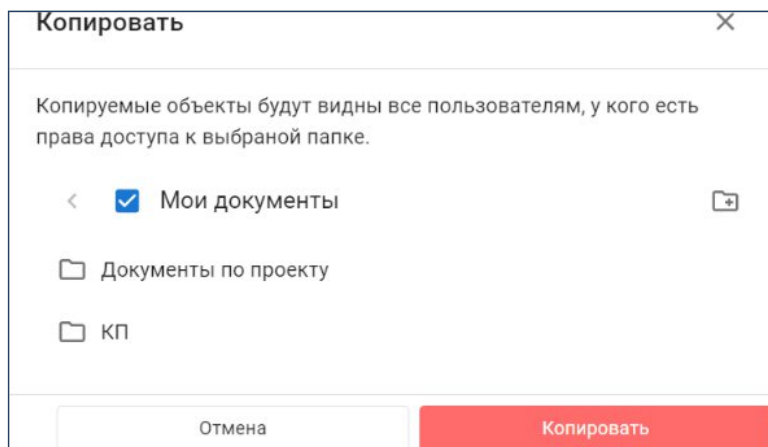 Копировать
Копируемые объекты будут видны все пользователям, у кого есть
права доступа к выбраной папке.
Мои документы
Документы по проекту
КП
Отмена
Копировать